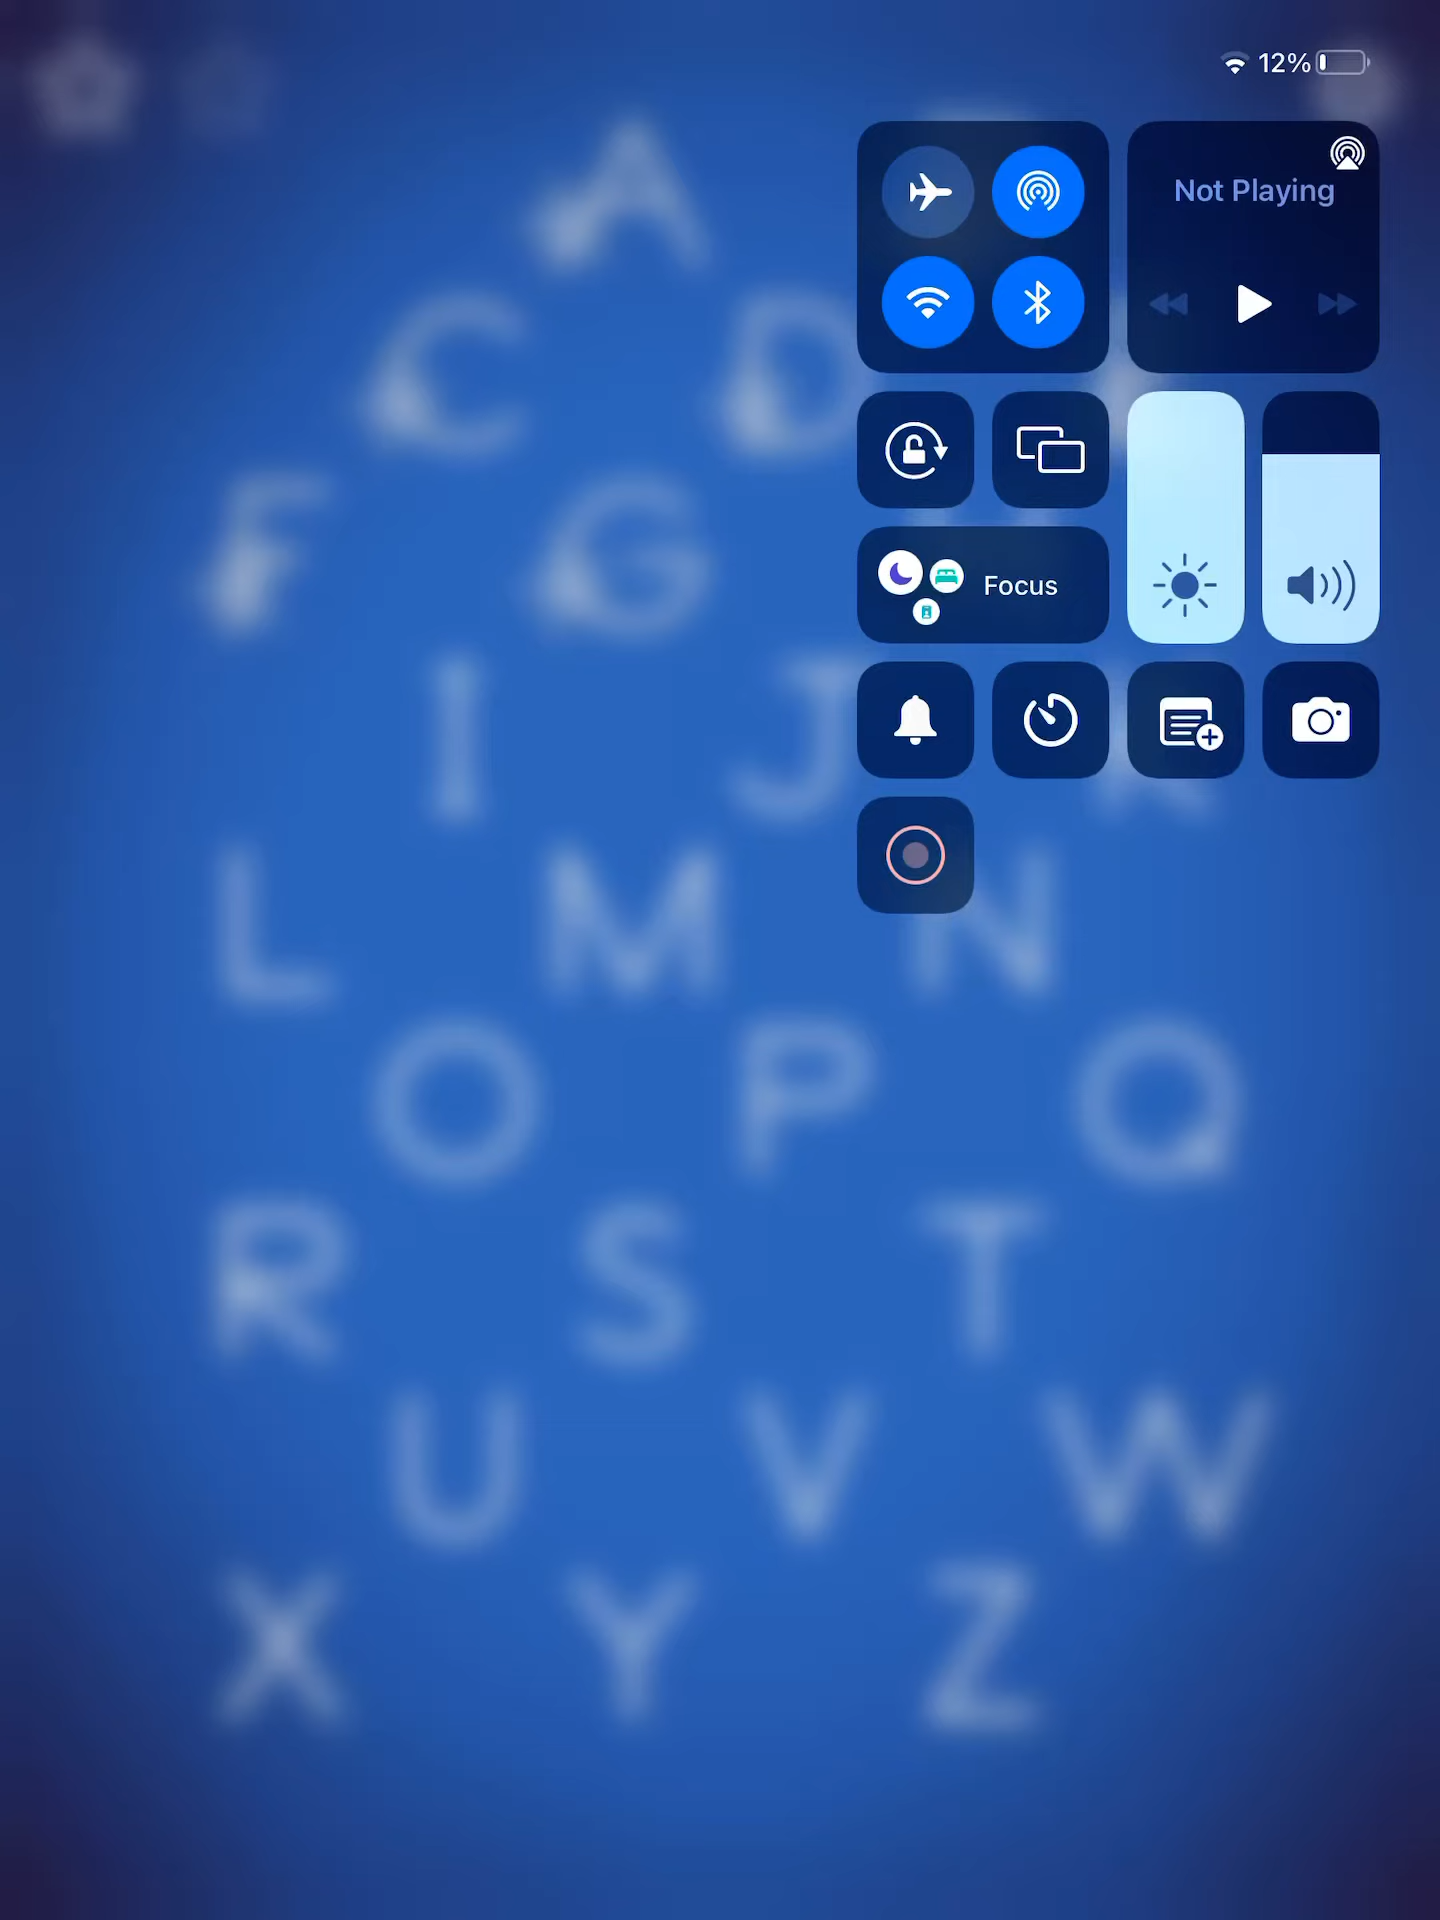 12%
Not Playing
A
C D
F G
Focus
I J K
L M N
O P Q
R S T
U V W
X Y Z